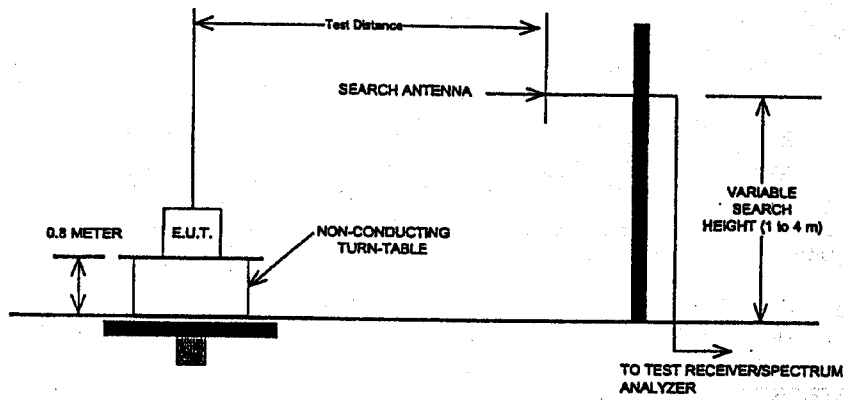 Test Distance
SEARCH ANTENNA
0.8 METER
E.U.T.
NON-CONDUCTING
TURN-TABLE
VARIABLE
SEARCH
HEIGHT (1 to 4 m)
TO TEST RECEIVER/SPECTRUM
ANALYZER